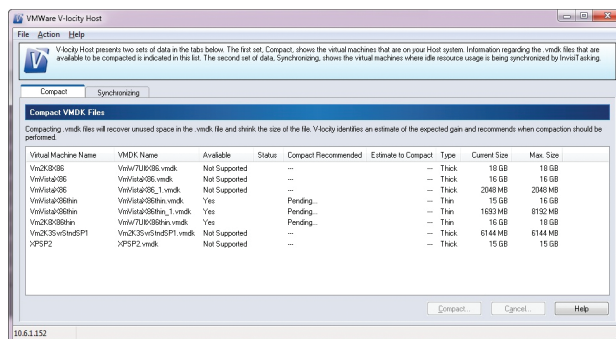 VMWare V-locity Host
File Action Help
V-locity Host presents two sets of data in the tabs below. The first set, Compact, shows the virtual machines that are on your Host system. Information regarding the .vmdk files that are
available to be compacted is indicated in this list. The second set of data, Synchronizing, shows the virtual machines where idle resource usage is being synchronized by InvisiTasking.
Compact Synchronizing
Compact VMDK Files
Compacting .vmdk files will recover unused space in the .vmdk file and shrink the size of the file. V-locity identifies an estimate of the expected gain and recommends when compaction should be
performed.
Virtual Machine Name VMDK Name Avaliable Status Compact Recommended Estimate to Compact Type Current Size Max. Size
Vm2K8X86 VmW7UltX86.vmdk Not Supported --- --- Thick 18 GB 18 GB
VmVistaX86 VmVistaX86.vmdk Not Supported --- --- Thick 16 GB 16 GB
VmVistaX86 VmVistaX86_1.vmdk Not Supported --- --- Thick 2048 MB 2048 MB
VmVistaX86thin VmVistaX86thin.vmdk Yes Pending... --- Thin 15 GB 16 GB
VmVistaX86thin VmVistaX86thin_1.vmdk Yes Pending... --- Thin 1693 MB 8192 MB
Vm2K8X86thin VmW7UltX86thin.vmdk Yes Pending... --- Thin 16 GB 18 GB
Vm2K3SvrStndSP1 Vm2K3SvrStndSP1.vmdk Not Supported --- --- Thick 6144 MB 6144 MB
XPSP2 XPSP2.vmdk Not Supported --- --- Thick 15 GB 15 GB
Compact... Cancel... Help
10.6.1.152